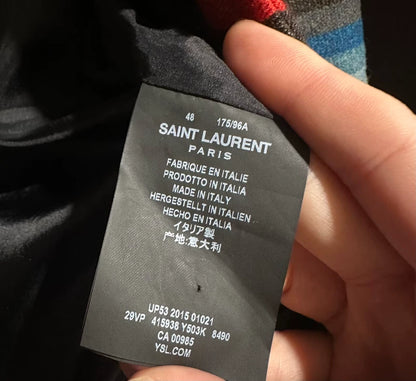 48 175/96A
SAINT LAURENT
PARIS
FABRIQUE EN ITALIE
PRODOTTO IN ITALIA
MADE IN ITALY
HERGESTELLT IN ITALIEN
HECHO EN ITALIA
イタリア製
产地:意大利
UP53 2015 01021
29VP 415938 Y503K 8490
CA 00985
YSL.COM